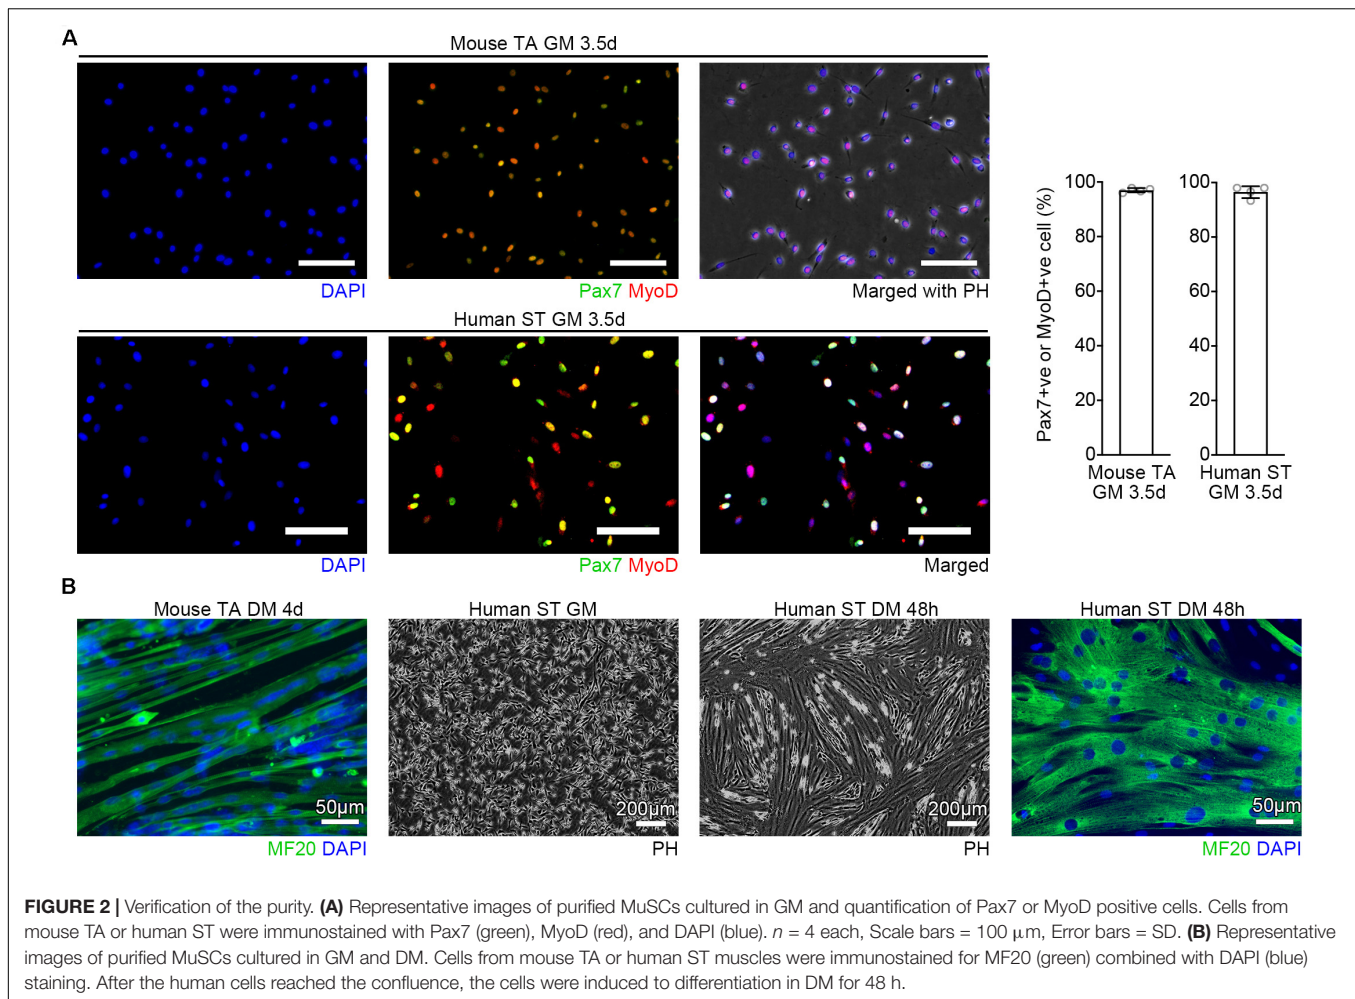 A
Mouse TA GM 3.5d
DAPI
Pax7 MyoD
Marged with PH
Human ST GM 3.5d
DAPI
Pax7 MyoD
Marged
Pax7+ve or MyoD+ve cell (%)
100
80
60
40
20
0
Mouse TA
GM 3.5d
100
80
60
40
20
0
Human ST
GM 3.5d
B
Mouse TA DM 4d
50µm
MF20 DAPI
Human ST GM
200µm
PH
Human ST DM 48h
200µm
PH
Human ST DM 48h
50µm
MF20 DAPI
FIGURE 2 | Verification of the purity. (A) Representative images of purified MuSCs cultured in GM and quantification of Pax7 or MyoD positive cells. Cells from
mouse TA or human ST were immunostained with Pax7 (green), MyoD (red), and DAPI (blue). n = 4 each, Scale bars = 100 µm, Error bars = SD. (B) Representative
images of purified MuSCs cultured in GM and DM. Cells from mouse TA or human ST muscles were immunostained for MF20 (green) combined with DAPI (blue)
staining. After the human cells reached the confluence, the cells were induced to differentiation in DM for 48 h.